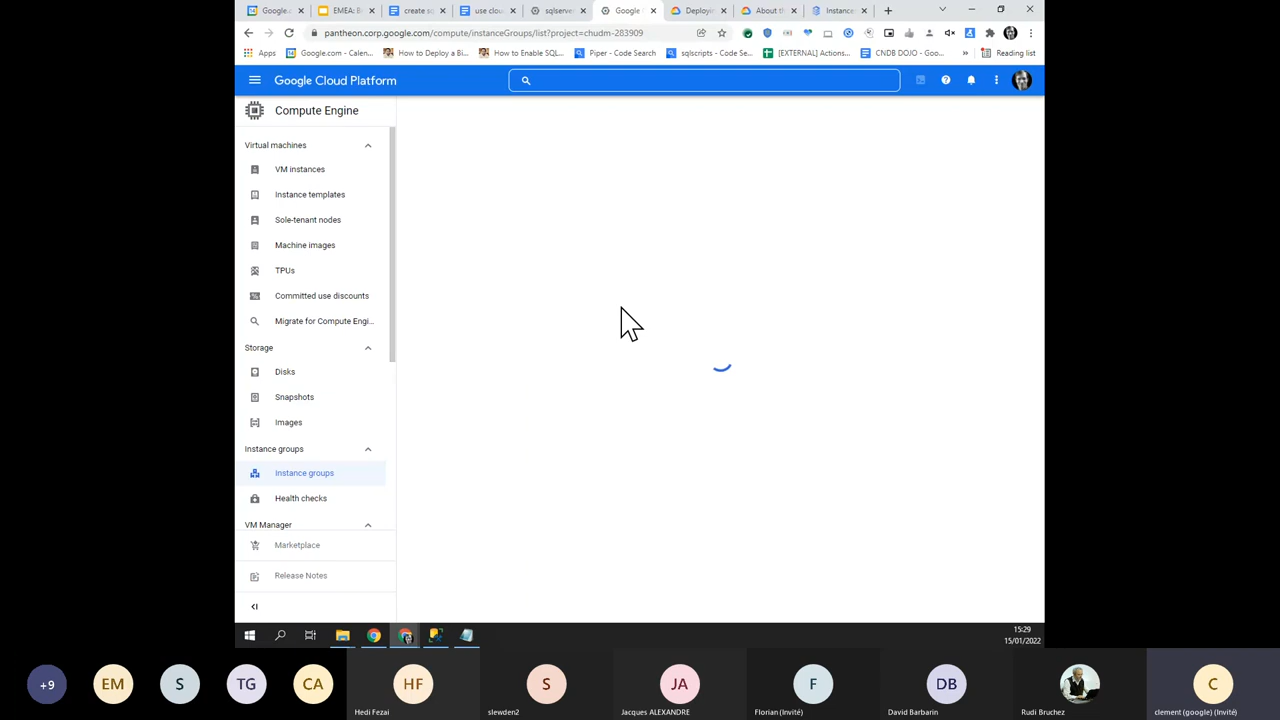 Google.c
EMEA: B
create sq
use cloud
sqlserver
Google
Deploying
About th
Instance
pantheon.corp.google.com/compute/instanceGroups/list?project=chudm-283909
Apps
Google.com - Calen...
How to Deploy a Bi...
How to Enable SQL...
Piper - Code Search
sqlscripts - Code Se...
[EXTERNAL] Actions...
CNDB DOJO - Goo...
»
Reading list
Google Cloud Platform
Compute Engine
Virtual machines
VM instances
Instance templates
Sole-tenant nodes
Machine images
TPUs
Committed use discounts
Migrate for Compute Engi...
Storage
Disks
Snapshots
Images
Instance groups
Instance groups
Health checks
VM Manager
Marketplace
Release Notes
15:29
15/01/2022
+9
EM
S
TG
CA
HF
S
JA
F
DB
C
Hedi Fezai
slewden2
Jacques ALEXANDRE
Florian (Invité)
David Barbarin
Rudi Bruchez
clement (google) (Invité)